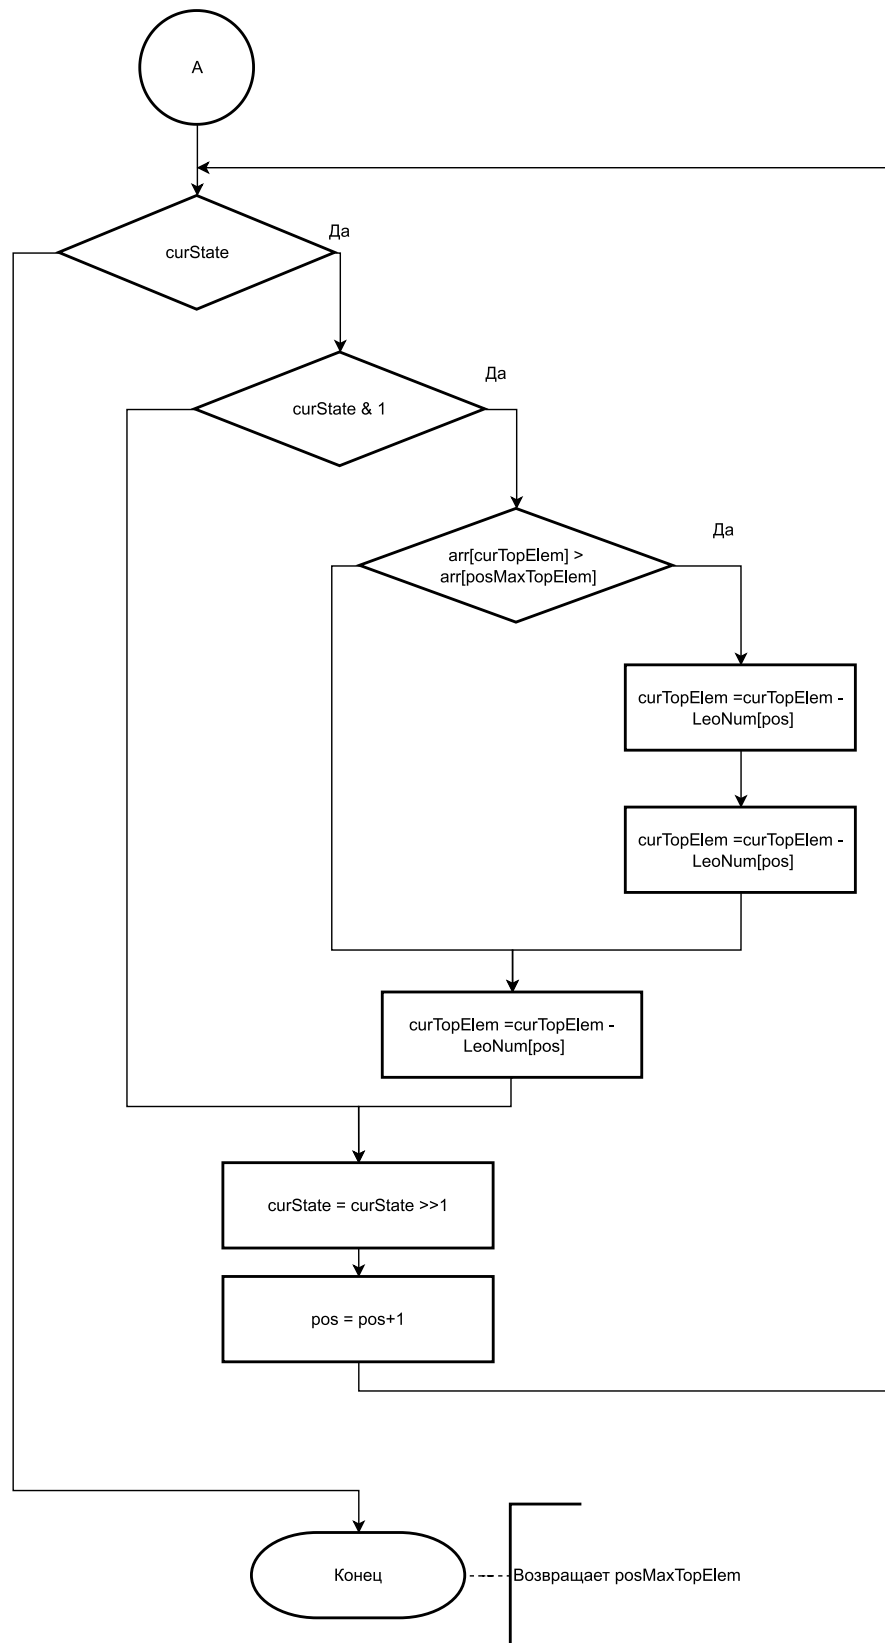 A
curState
Да
curState & 1
Да
arr[curTopElem] >
arr[posMaxTopElem]
Да
curTopElem =curTopElem -
LeoNum[pos]
curTopElem =curTopElem -
LeoNum[pos]
curTopElem =curTopElem -
LeoNum[pos]
curState = curState >>1
pos = pos+1
Конец
Возвращает posMaxTopElem